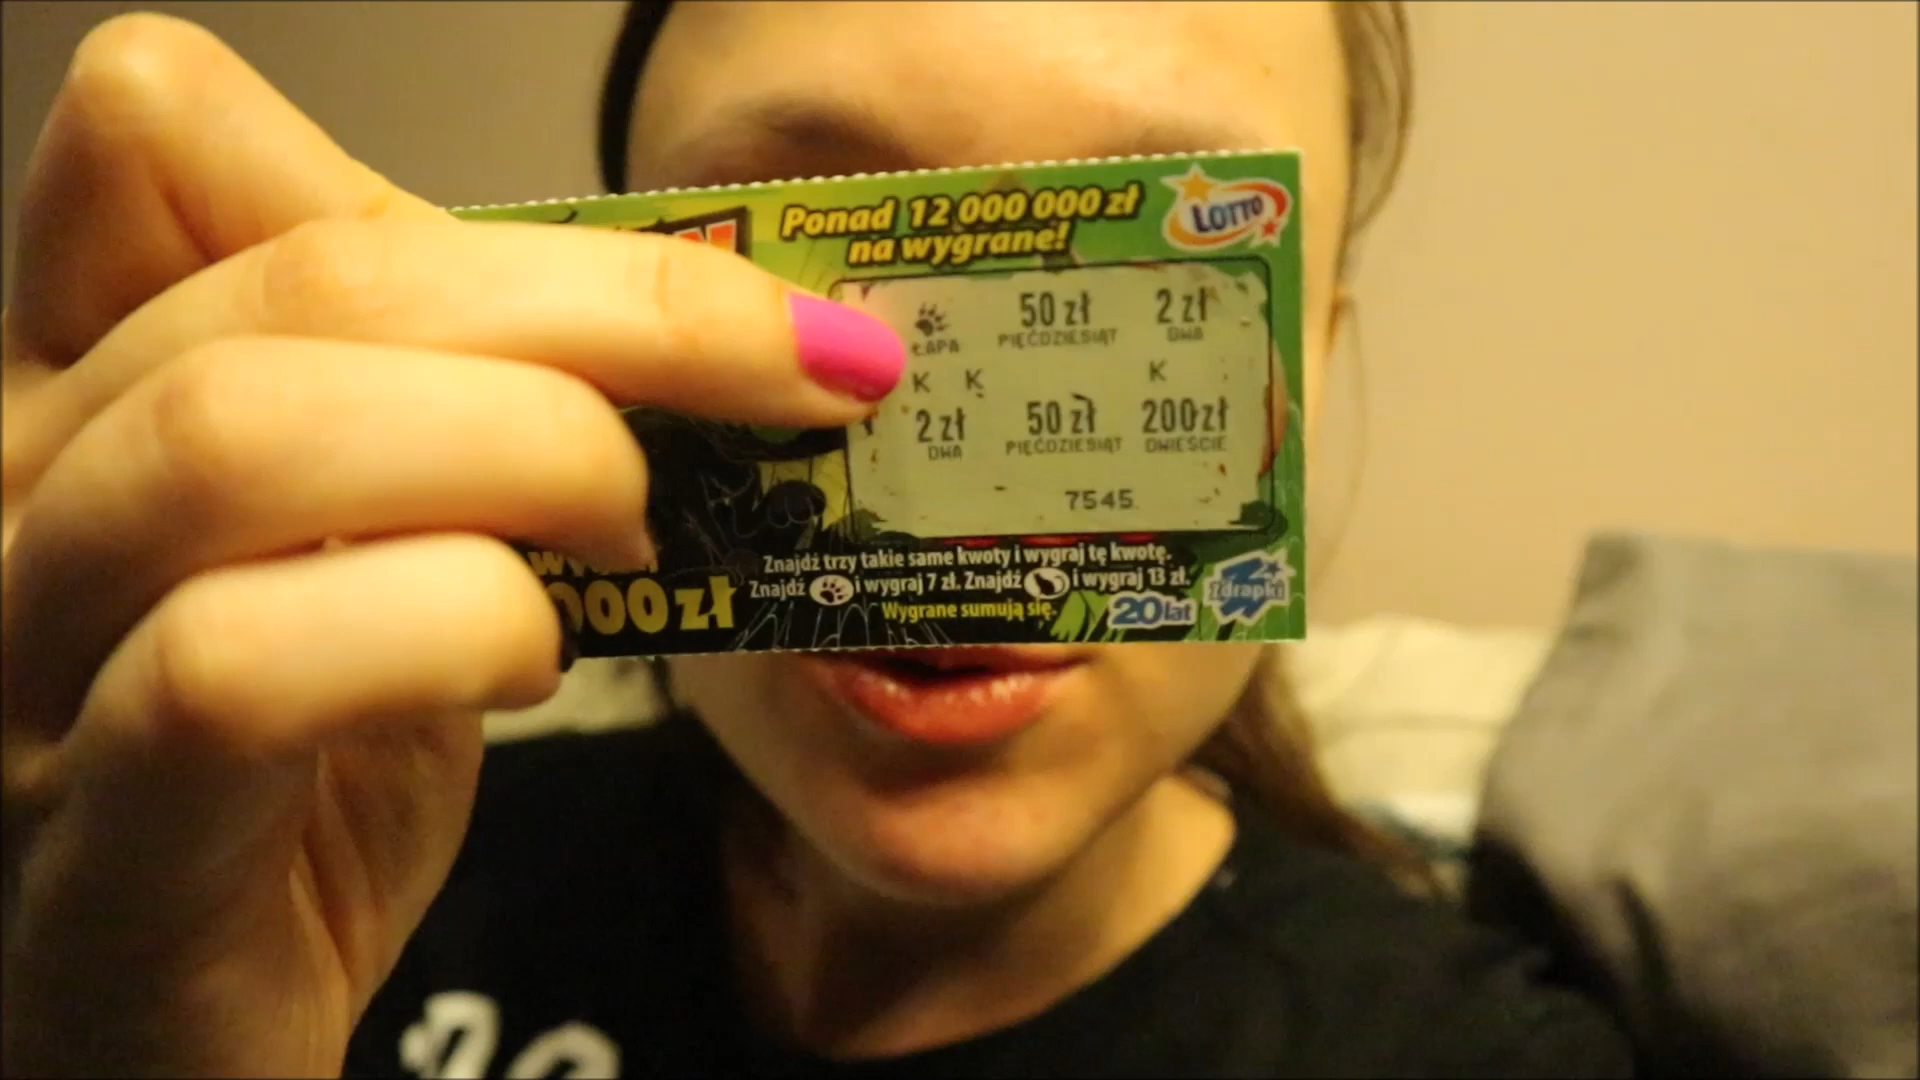 Ponad 12 000 000 zł
na wygrane!
LOTTO
50 zł 2 zł
ŁAPA PIĘĆDZIESIĄT DWA
K K K
2 zł 50 zł 200 zł
DWA PIĘĆDZIESIĄT DWIEŚCIE
7545
Znajdź trzy takie same kwoty i wygraj tę kwotę.
Znajdź i wygraj 7 zł. Znajdź i wygraj 13 zł.
Wygrane sumują się.
000 zł
20 lat
Zdrapki